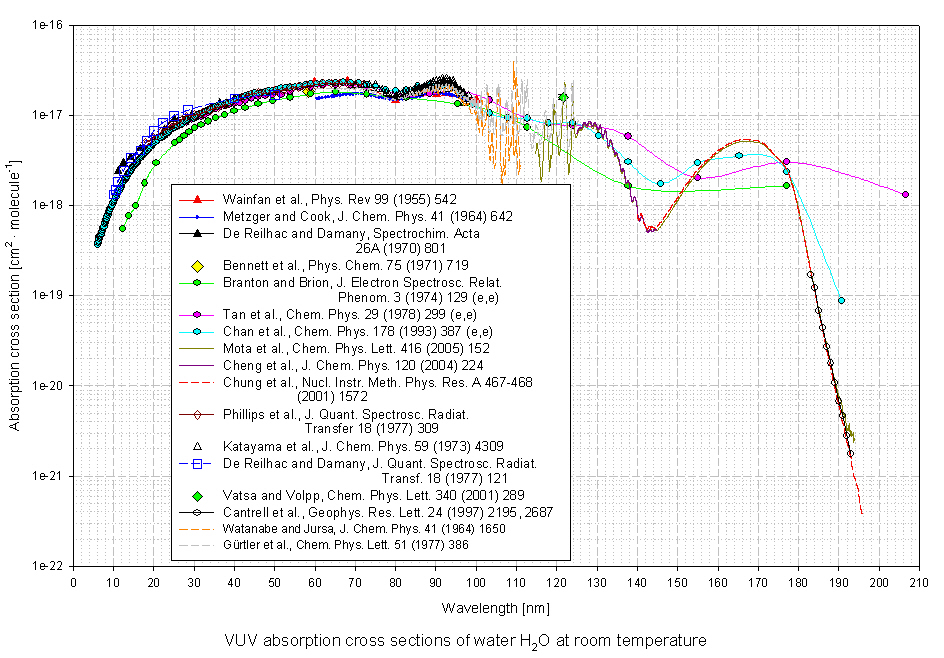 1e-16
1e-17
1e-18
1e-19
1e-20
1e-21
1e-22
Absorption cross section [cm² · molecule⁻¹]
Wainfan et al., Phys. Rev 99 (1955) 542
Metzger and Cook, J. Chem. Phys. 41 (1964) 642
De Reilhac and Damany, Spectrochim. Acta
26A (1970) 801
Bennett et al., Phys. Chem. 75 (1971) 719
Branton and Brion, J. Electron Spectrosc. Relat.
Phenom. 3 (1974) 129 (e,e)
Tan et al., Chem. Phys. 29 (1978) 299 (e,e)
Chan et al., Chem. Phys. 178 (1993) 387 (e,e)
Mota et al., Chem. Phys. Lett. 416 (2005) 152
Cheng et al., J. Chem. Phys. 120 (2004) 224
Chung et al., Nucl. Instr. Meth. Phys. Res. A 467-468
(2001) 1572
Phillips et al., J. Quant. Spectrosc. Radiat.
Transfer 18 (1977) 309
Katayama et al., J. Chem. Phys. 59 (1973) 4309
De Reilhac and Damany, J. Quant. Spectrosc. Radiat.
Transf. 18 (1977) 121
Vatsa and Volpp, Chem. Phys. Lett. 340 (2001) 289
Cantrell et al., Geophys. Res. Lett. 24 (1997) 2195, 2687
Watanabe and Jursa, J. Chem. Phys. 41 (1964) 1650
Gürtler et al., Chem. Phys. Lett. 51 (1977) 386
0 10 20 30 40 50 60 70 80 90 100 110 120 130 140 150 160 170 180 190 200 210
Wavelength [nm]
VUV absorption cross sections of water H₂O at room temperature